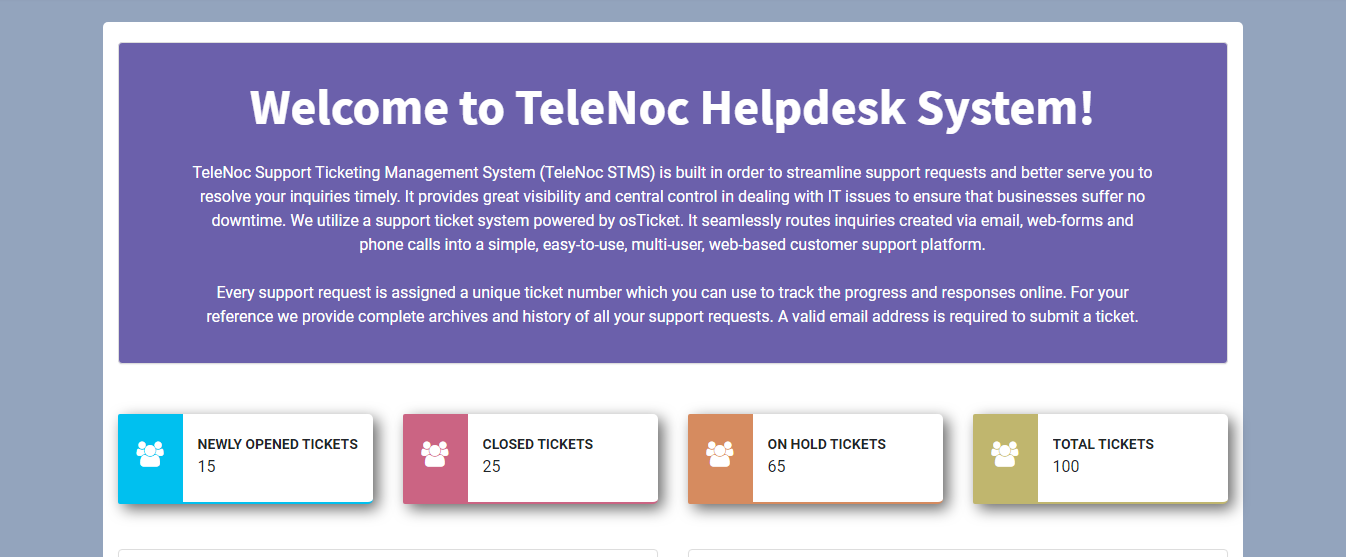 Welcome to TeleNoc Helpdesk System!
TeleNoc Support Ticketing Management System (TeleNoc STMS) is built in order to streamline support requests and better serve you to
resolve your inquiries timely. It provides great visibility and central control in dealing with IT issues to ensure that businesses suffer no
downtime. We utilize a support ticket system powered by osTicket. It seamlessly routes inquiries created via email, web-forms and
phone calls into a simple, easy-to-use, multi-user, web-based customer support platform.
Every support request is assigned a unique ticket number which you can use to track the progress and responses online. For your
reference we provide complete archives and history of all your support requests. A valid email address is required to submit a ticket.
NEWLY OPENED TICKETS
15
CLOSED TICKETS
25
ON HOLD TICKETS
65
TOTAL TICKETS
100